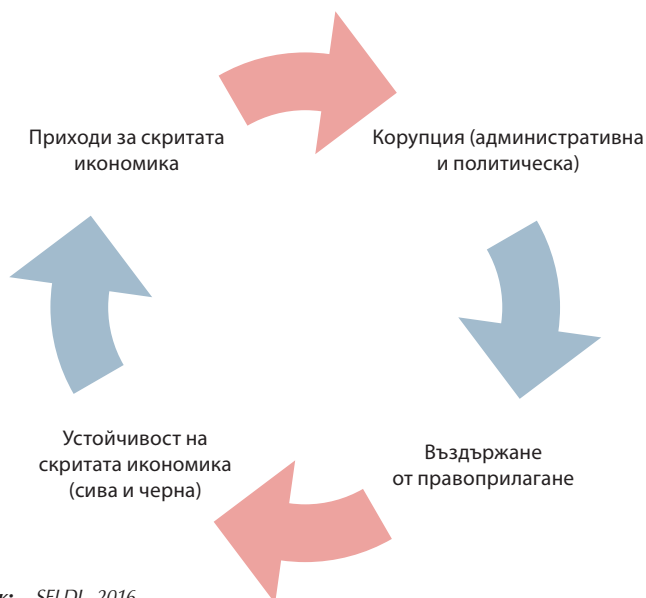 Приходи за скритата
икономика
Корупция (административна
и политическа)
Устойчивост на
скритата икономика
(сива и черна)
Въздържане
от правоприлагане
SELDI, 2016